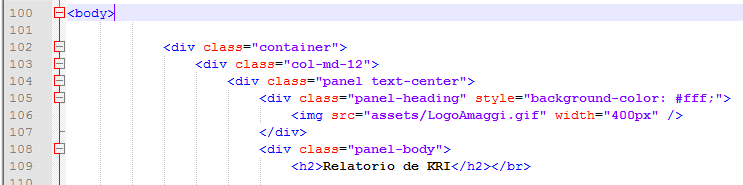 100 <body>
101
102 <div class="container">
103 <div class="col-md-12">
104 <div class="panel text-center">
105 <div class="panel-heading" style="background-color: #fff;">
106 <img src="assets/LogoAmaggi.gif" width="400px" />
107 </div>
108 <div class="panel-body">
109 <h2>Relatorio de KRI</h2></br>
110